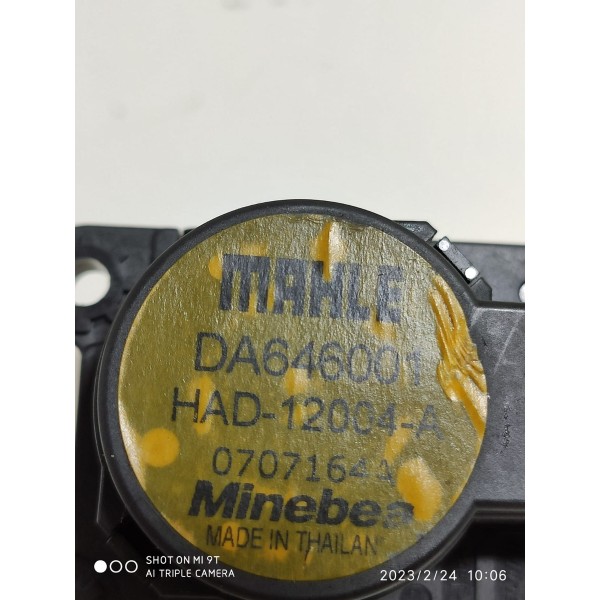 MAHLE
DA646001
HAD-12004-A
Minebea
MADE IN THAILAN
SHOT ON MI 9T
AI TRIPLE CAMERA
2023/2/24 10:06